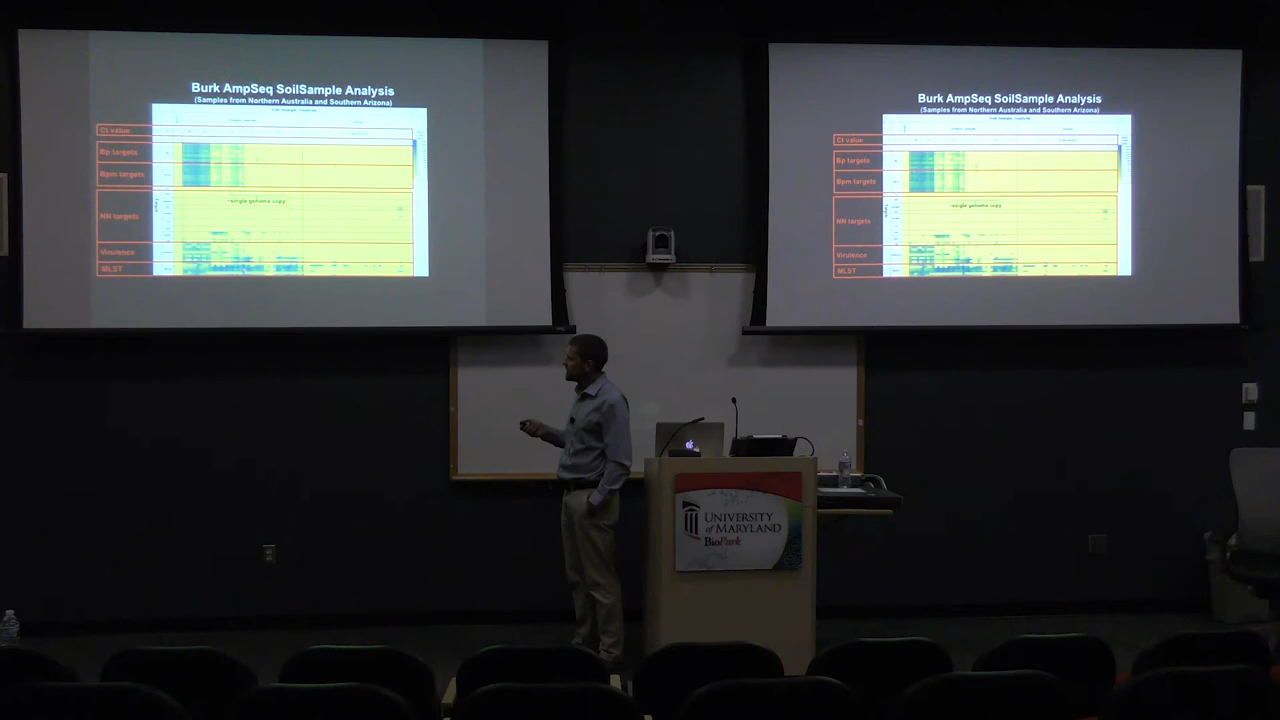 Burk AmpSeq SoilSample Analysis
(Samples from Northern Australia and Southern Arizona)
Ct value
Bp targets
Bpm targets
NN targets
~single genome copy
Virulence
MLST
Burk AmpSeq SoilSample Analysis
(Samples from Northern Australia and Southern Arizona)
Ct value
Bp targets
Bpm targets
NN targets
~single genome copy
Virulence
MLST
UNIVERSITY
of MARYLAND
BioPark